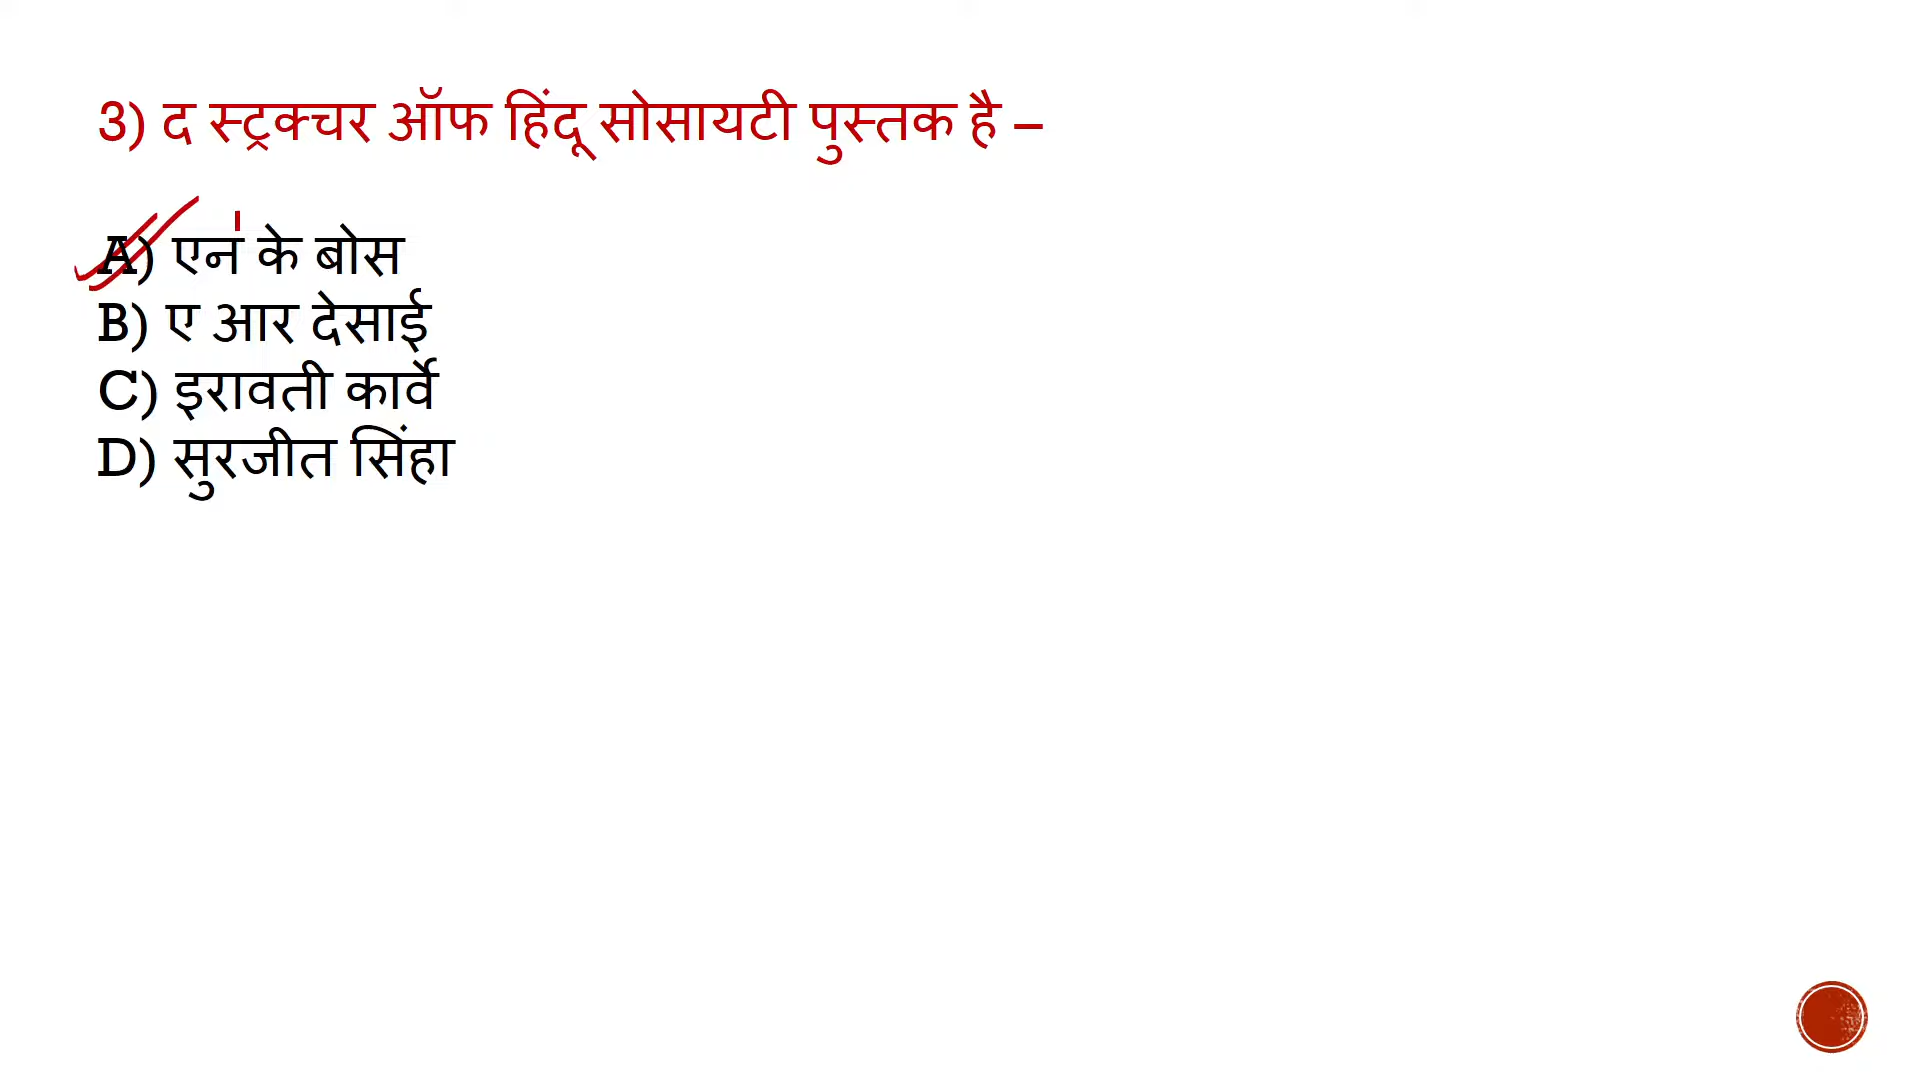 3) द स्ट्रक्चर ऑफ हिंदू सोसायटी पुस्तक है –
A) एन के बोस
B) ए आर देसाई
C) इरावती कार्वे
D) सुरजीत सिंहा